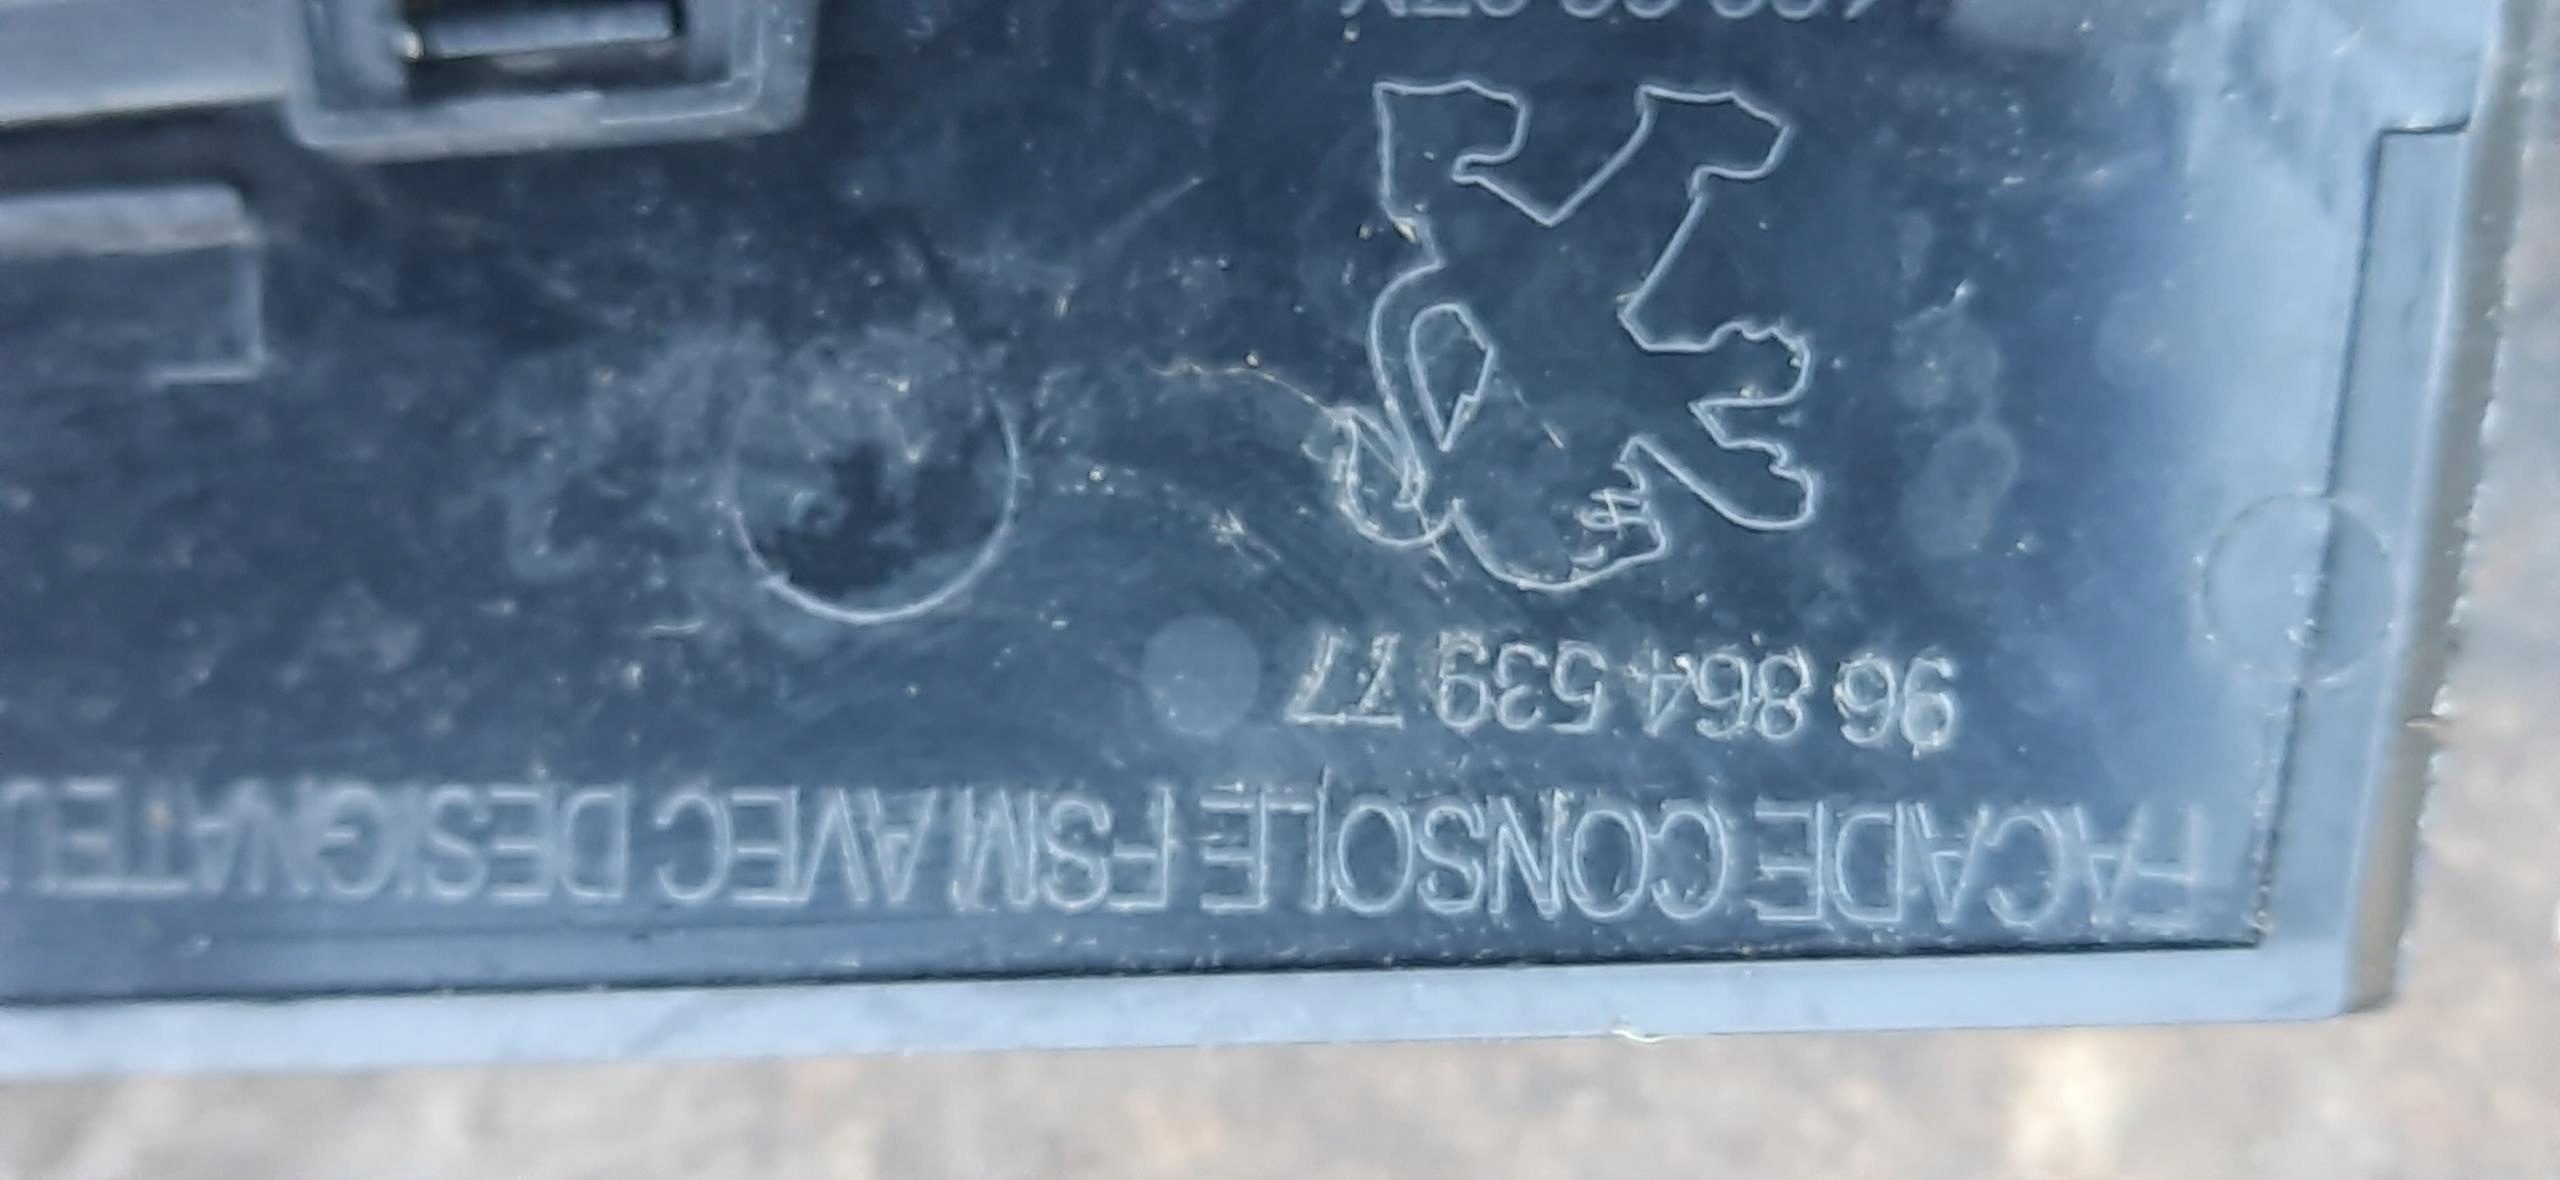 FACADE CONSOLE FSM AVEC DESIGNATEU
96 864 539 77